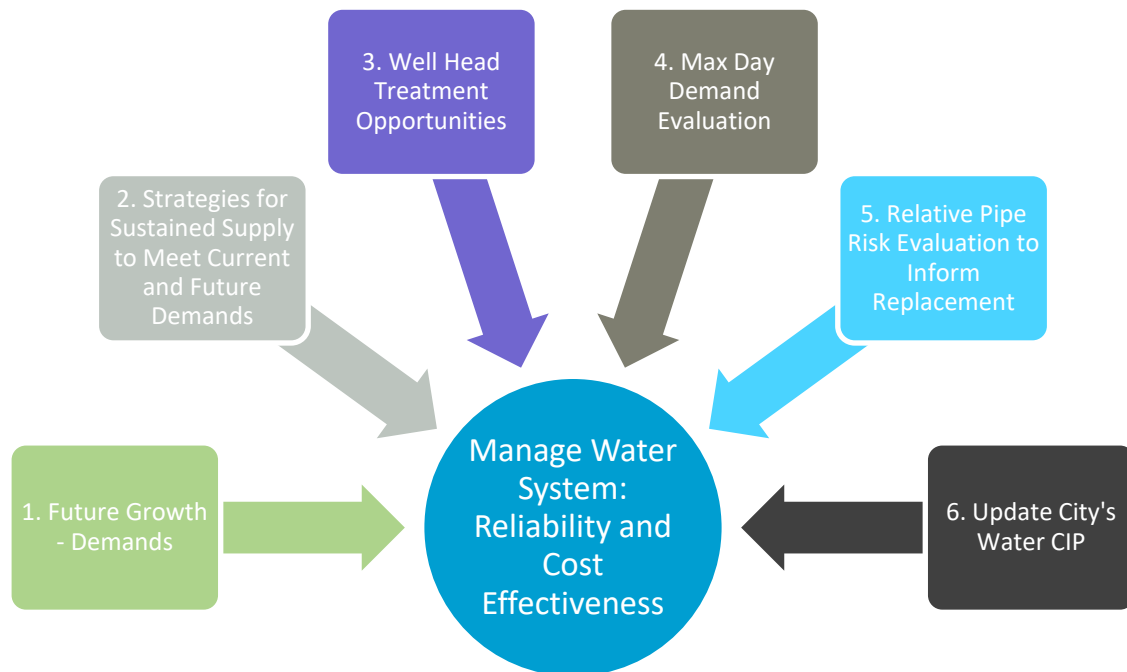 1. Future Growth
- Demands
2. Strategies for
Sustained Supply
to Meet Current
and Future
Demands
3. Well Head
Treatment
Opportunities
4. Max Day
Demand
Evaluation
5. Relative Pipe
Risk Evaluation to
Inform
Replacement
6. Update City's
Water CIP
Manage Water
System:
Reliability and
Cost
Effectiveness